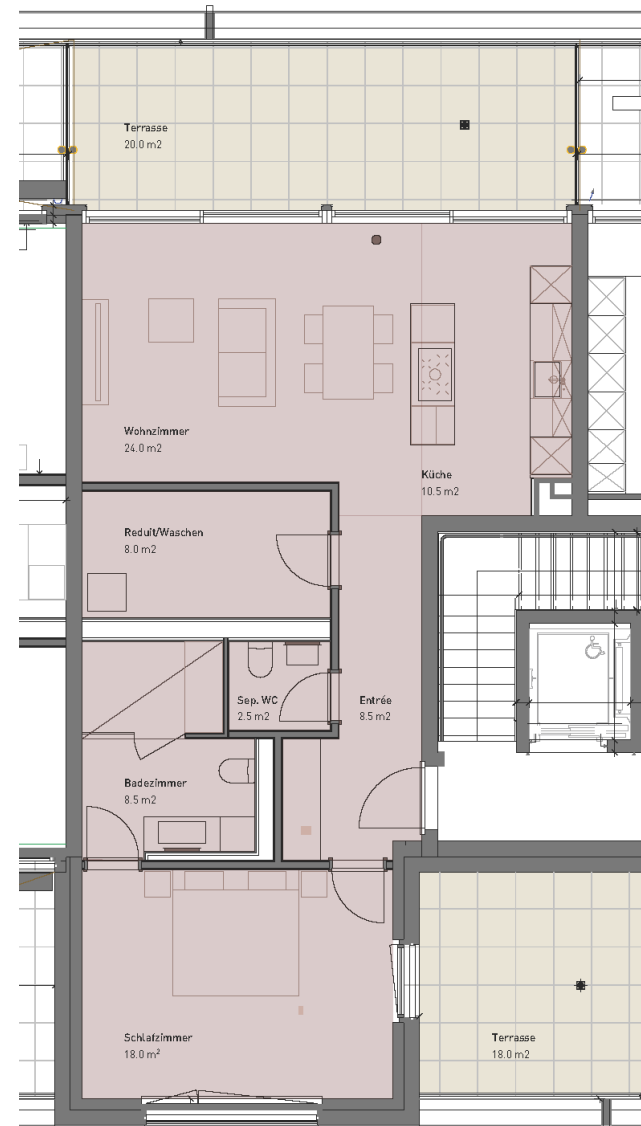 Terrasse
20.0 m2
Wohnzimmer
24.0 m2
Küche
10.5 m2
Reduit/Waschen
8.0 m2
Sep. WC
2.5 m2
Entrée
8.5 m2
Badezimmer
8.5 m2
Schlafzimmer
18.0 m²
Terrasse
18.0 m2